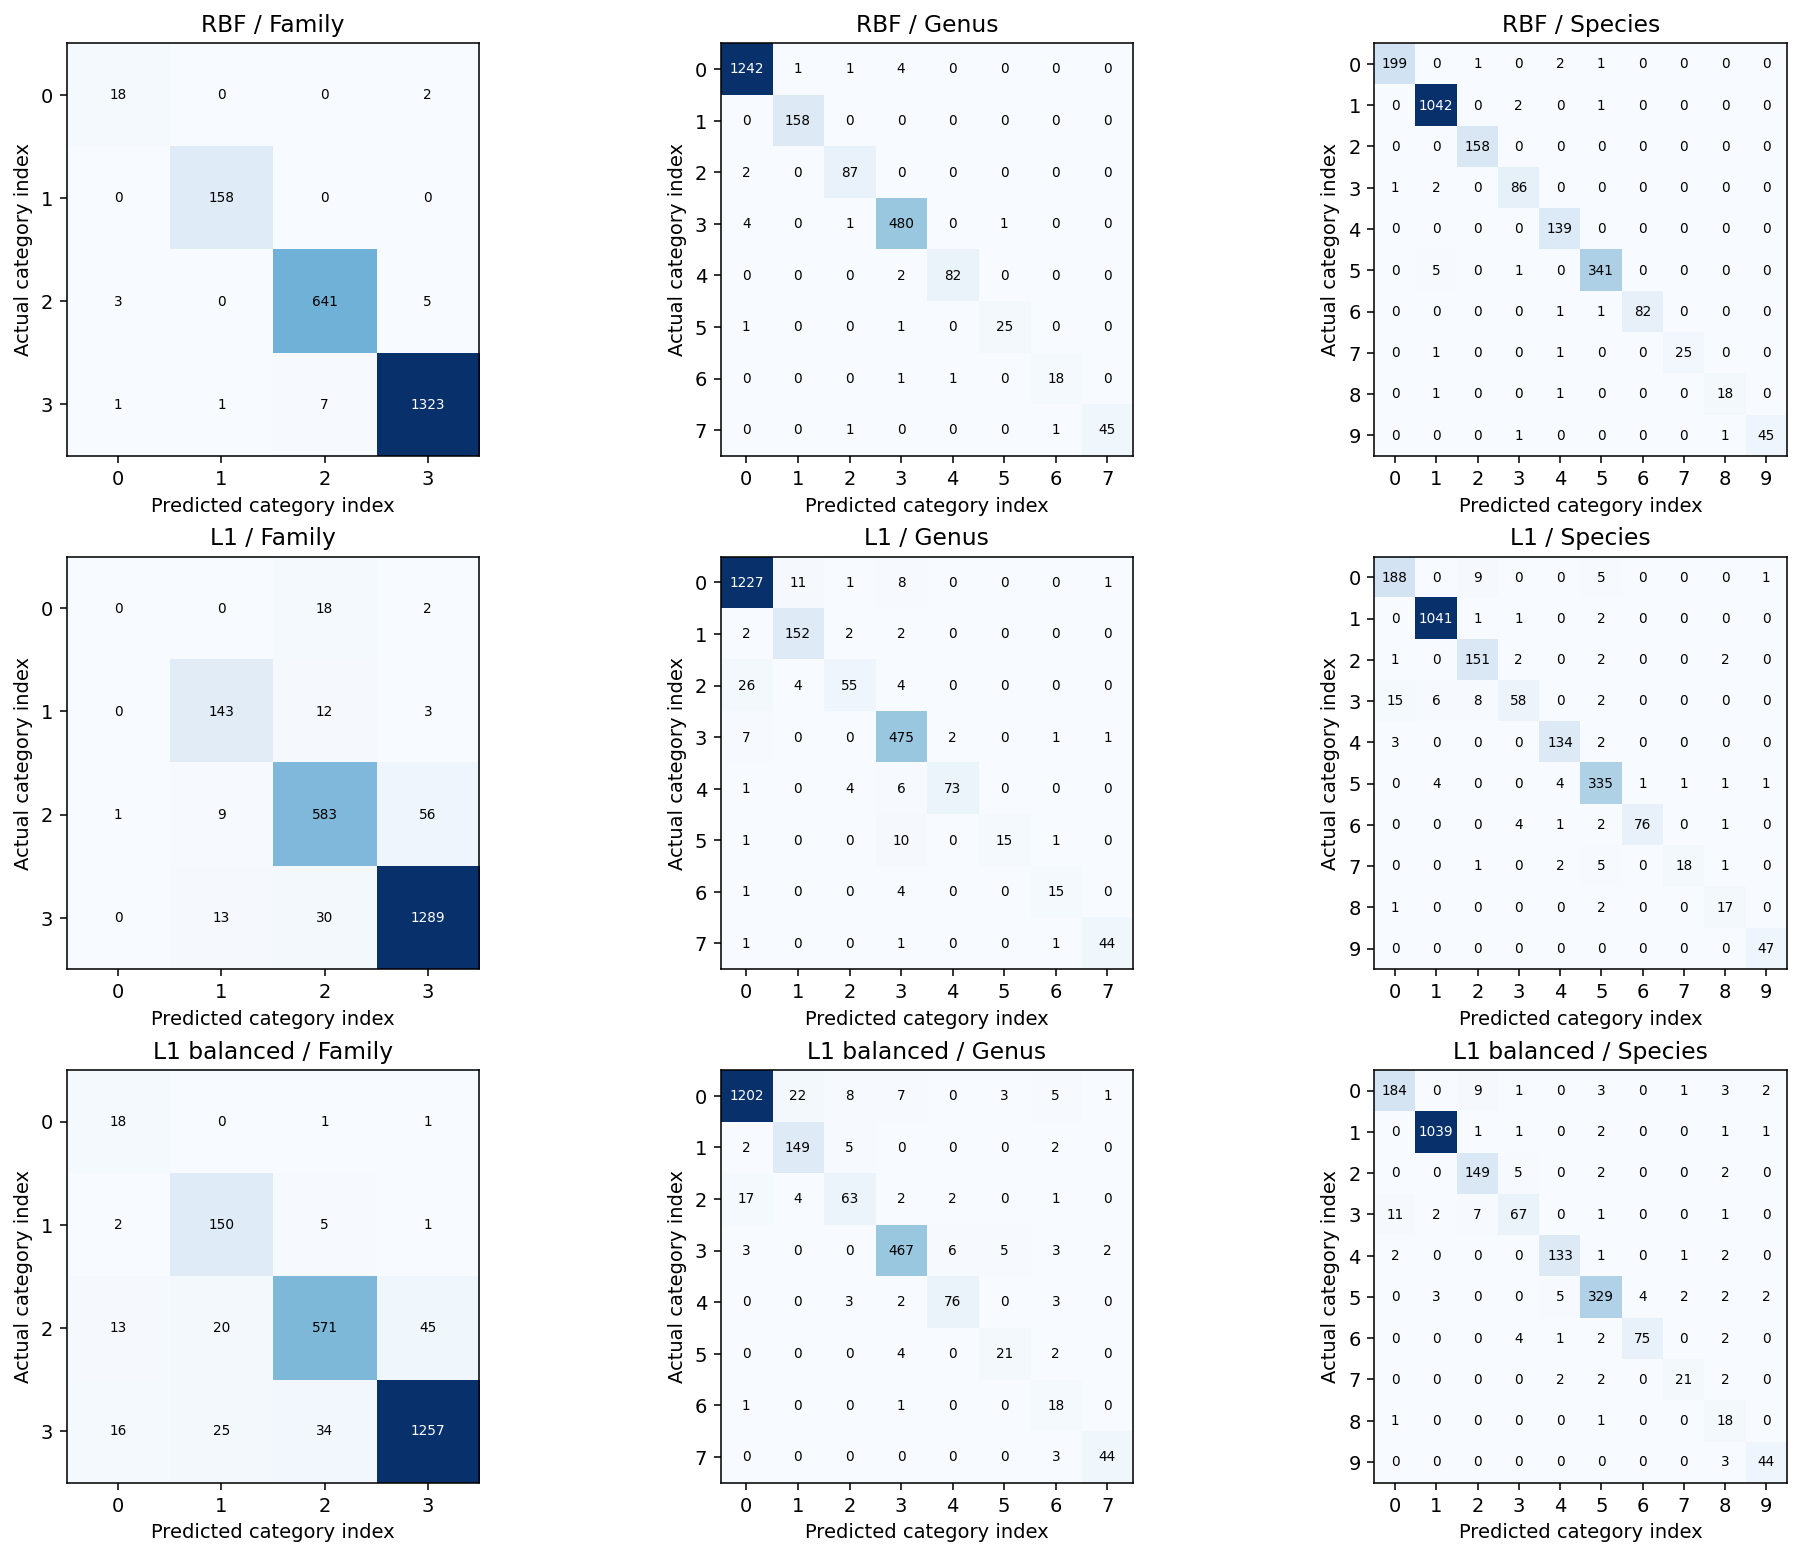 RBF / Family
Actual category index
0 18 0 0 2
1 0 158 0 0
2 3 0 641 5
3 1 1 7 1323
0 1 2 3
Predicted category index
RBF / Genus
Actual category index
0 1242 1 1 4 0 0 0 0
1 0 158 0 0 0 0 0 0
2 2 0 87 0 0 0 0 0
3 4 0 1 480 0 1 0 0
4 0 0 0 2 82 0 0 0
5 1 0 0 1 0 25 0 0
6 0 0 0 1 1 0 18 0
7 0 0 1 0 0 0 1 45
0 1 2 3 4 5 6 7
Predicted category index
RBF / Species
Actual category index
0 199 0 1 0 2 1 0 0 0 0
1 0 1042 0 2 0 1 0 0 0 0
2 0 0 158 0 0 0 0 0 0 0
3 1 2 0 86 0 0 0 0 0 0
4 0 0 0 0 139 0 0 0 0 0
5 0 5 0 1 0 341 0 0 0 0
6 0 0 0 0 1 1 82 0 0 0
7 0 1 0 0 1 0 0 25 0 0
8 0 1 0 0 1 0 0 0 18 0
9 0 0 0 1 0 0 0 0 1 45
0 1 2 3 4 5 6 7 8 9
Predicted category index
L1 / Family
Actual category index
0 0 0 18 2
1 0 143 12 3
2 1 9 583 56
3 0 13 30 1289
0 1 2 3
Predicted category index
L1 / Genus
Actual category index
0 1227 11 1 8 0 0 0 1
1 2 152 2 2 0 0 0 0
2 26 4 55 4 0 0 0 0
3 7 0 0 475 2 0 1 1
4 1 0 4 6 73 0 0 0
5 1 0 0 10 0 15 1 0
6 1 0 0 4 0 0 15 0
7 1 0 0 1 0 0 1 44
0 1 2 3 4 5 6 7
Predicted category index
L1 / Species
Actual category index
0 188 0 9 0 0 5 0 0 0 1
1 0 1041 1 1 0 2 0 0 0 0
2 1 0 151 2 0 2 0 0 2 0
3 15 6 8 58 0 2 0 0 0 0
4 3 0 0 0 134 2 0 0 0 0
5 0 4 0 0 4 335 1 1 1 1
6 0 0 0 4 1 2 76 0 1 0
7 0 0 1 0 2 5 0 18 1 0
8 1 0 0 0 0 2 0 0 17 0
9 0 0 0 0 0 0 0 0 0 47
0 1 2 3 4 5 6 7 8 9
Predicted category index
L1 balanced / Family
Actual category index
0 18 0 1 1
1 2 150 5 1
2 13 20 571 45
3 16 25 34 1257
0 1 2 3
Predicted category index
L1 balanced / Genus
Actual category index
0 1202 22 8 7 0 3 5 1
1 2 149 5 0 0 0 2 0
2 17 4 63 2 2 0 1 0
3 3 0 0 467 6 5 3 2
4 0 0 3 2 76 0 3 0
5 0 0 0 4 0 21 2 0
6 1 0 0 1 0 0 18 0
7 0 0 0 0 0 0 3 44
0 1 2 3 4 5 6 7
Predicted category index
L1 balanced / Species
Actual category index
0 184 0 9 1 0 3 0 1 3 2
1 0 1039 1 1 0 2 0 0 1 1
2 0 0 149 5 0 2 0 0 2 0
3 11 2 7 67 0 1 0 0 1 0
4 2 0 0 0 133 1 0 1 2 0
5 0 3 0 0 5 329 4 2 2 2
6 0 0 0 4 1 2 75 0 2 0
7 0 0 0 0 2 2 0 21 2 0
8 1 0 0 0 0 1 0 0 18 0
9 0 0 0 0 0 0 0 0 3 44
0 1 2 3 4 5 6 7 8 9
Predicted category index